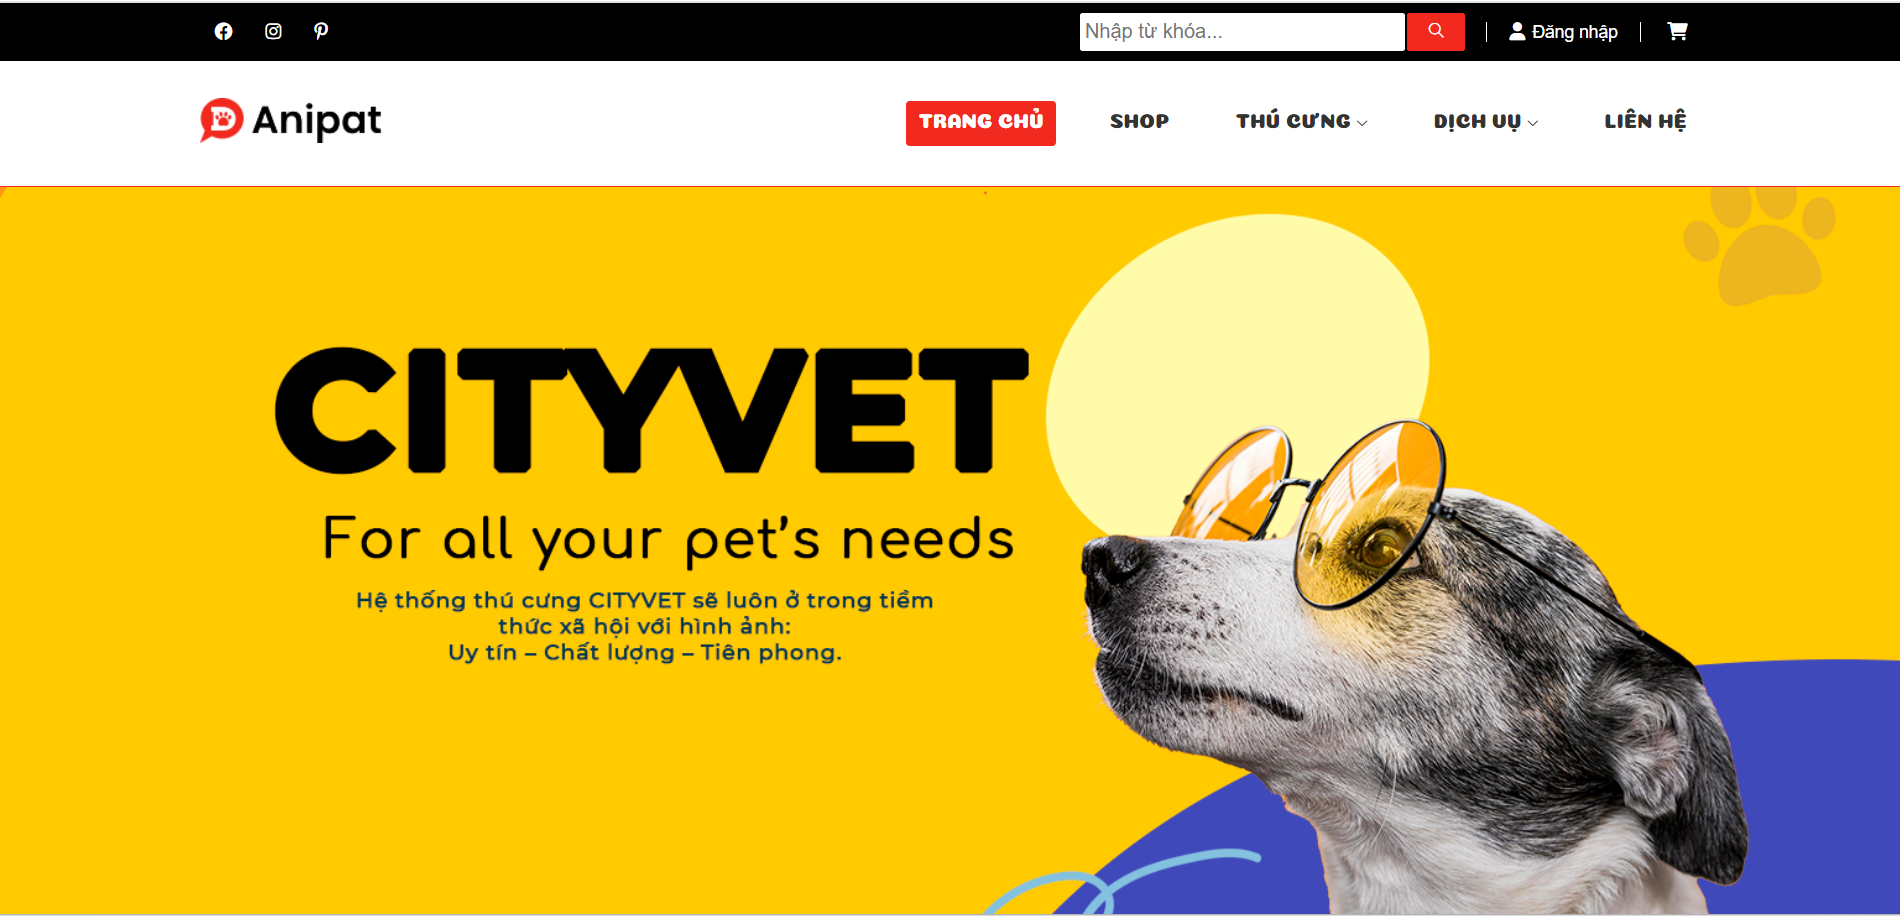 Nhập từ khóa...
Đăng nhập
Anipat
TRANG CHỦ
SHOP
THÚ CƯNG
DỊCH VỤ
LIÊN HỆ
CITYVET
For all your pet's needs
Hệ thống thú cưng CITYVET sẽ luôn ở trong tiềm
thức xã hội với hình ảnh:
Uy tín – Chất lượng – Tiên phong.